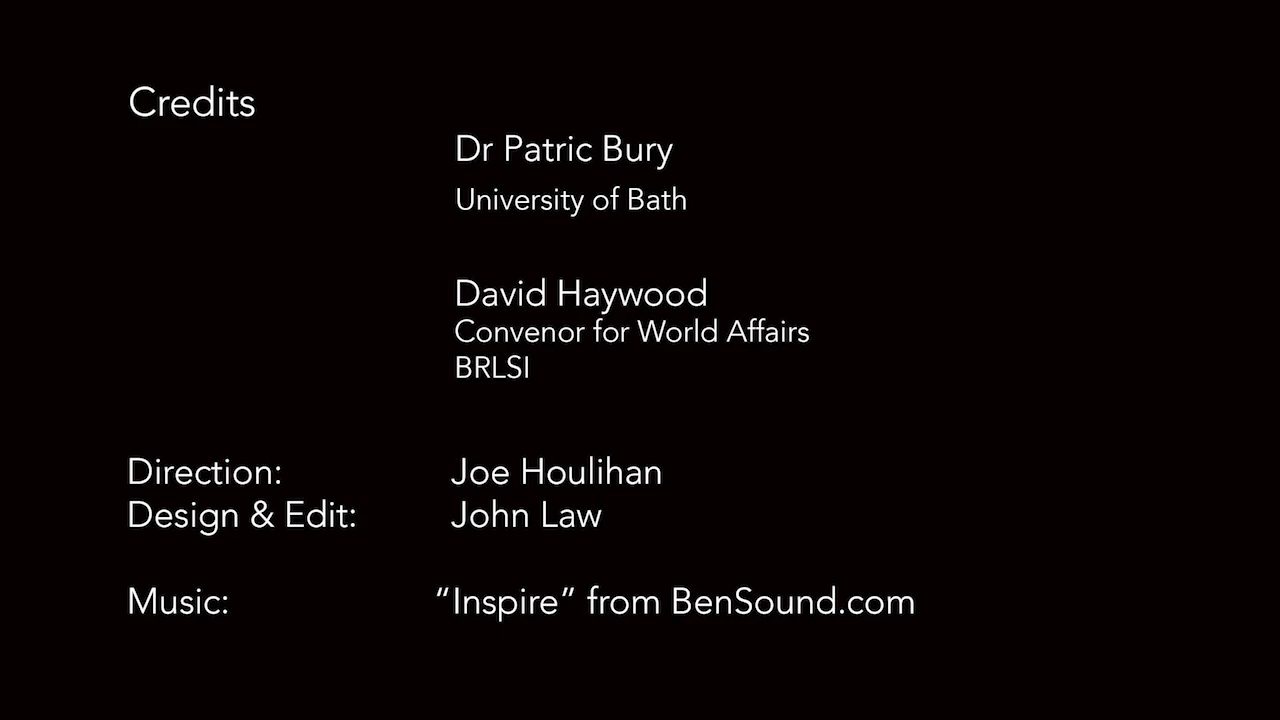 Credits
Dr Patric Bury
University of Bath
David Haywood
Convenor for World Affairs
BRLSI
Direction: Joe Houlihan
Design & Edit: John Law
Music: “Inspire” from BenSound.com